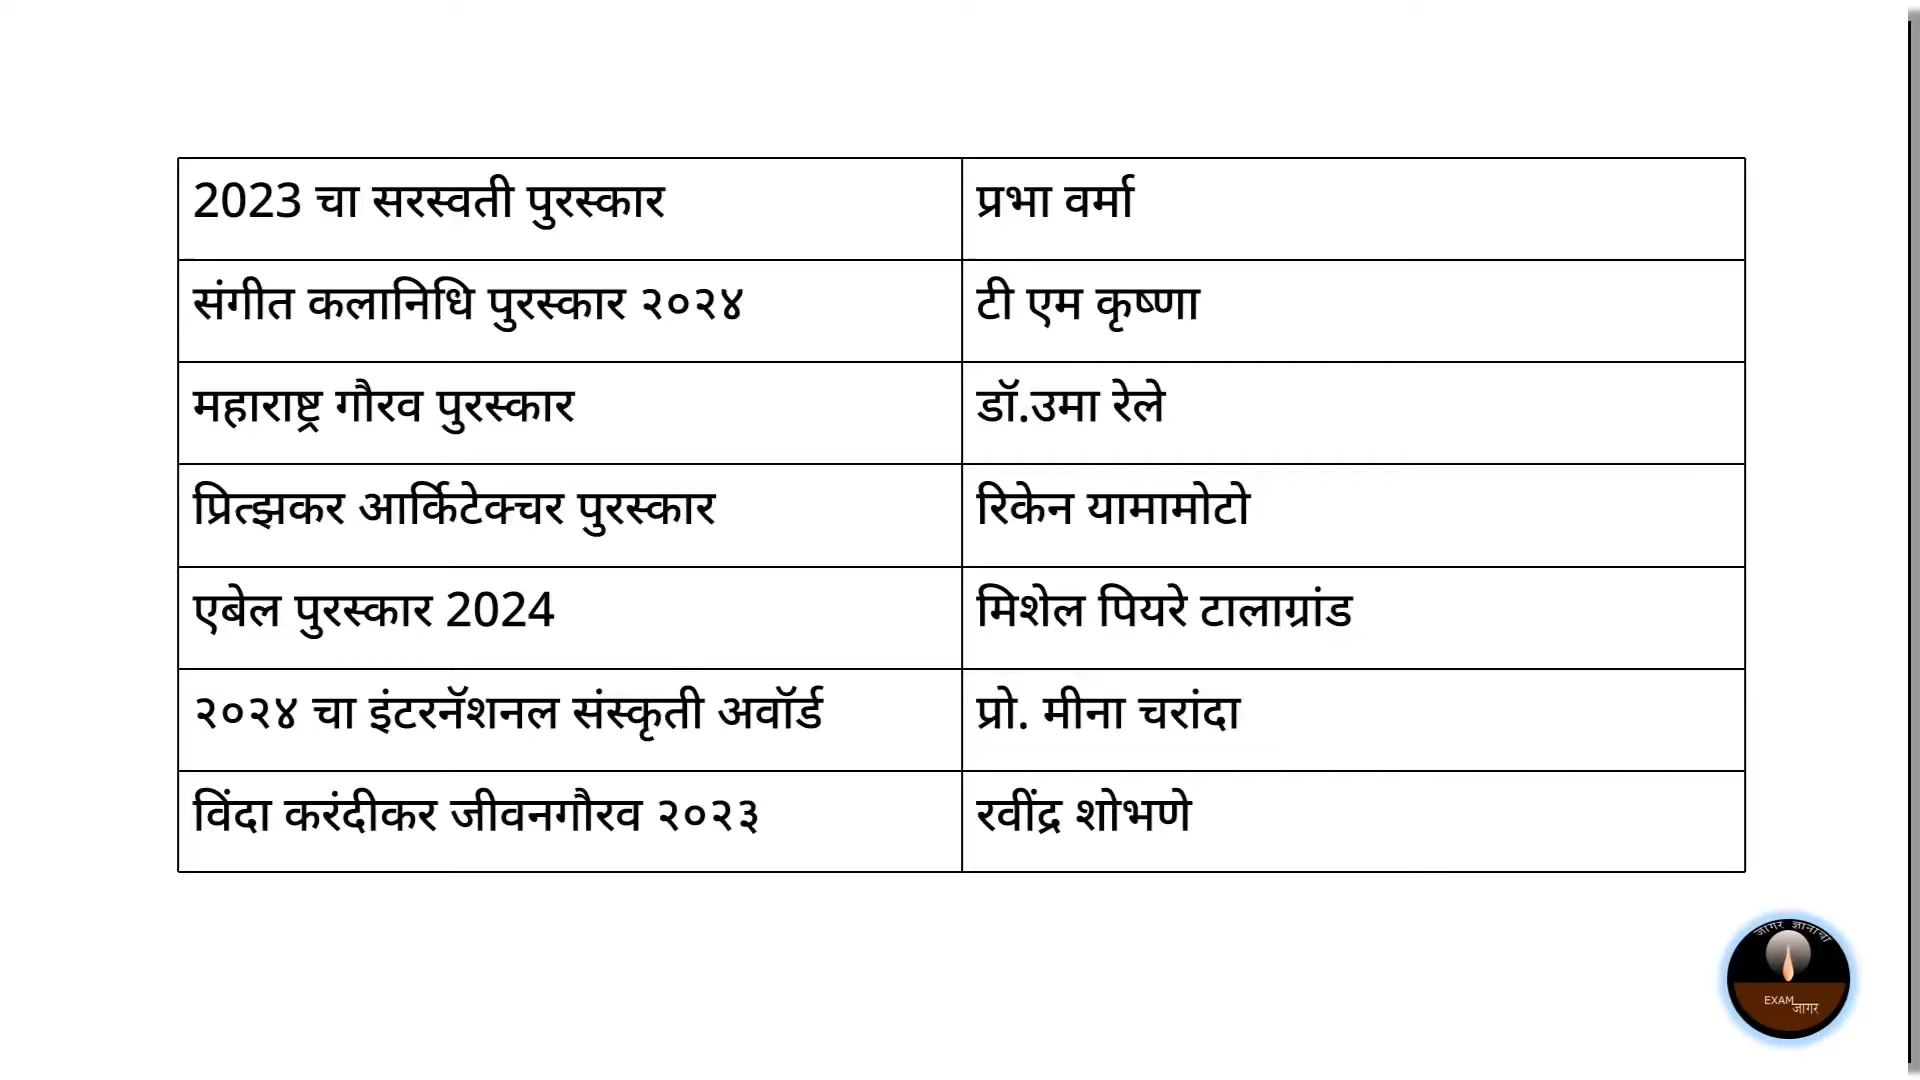 2023 चा सरस्वती पुरस्कार प्रभा वर्मा
संगीत कलानिधि पुरस्कार २०२४ टी एम कृष्णा
महाराष्ट्र गौरव पुरस्कार डॉ.उमा रेले
प्रित्झकर आर्किटेक्चर पुरस्कार रिकेन यामामोटो
एबेल पुरस्कार 2024 मिशेल पियरे टालाग्रांड
२०२४ चा इंटरनॅशनल संस्कृती अवॉर्ड प्रो. मीना चरांदा
विंदा करंदीकर जीवनगौरव २०२३ रवींद्र शोभणे
जागर ज्ञानाचा
EXAM
जागर